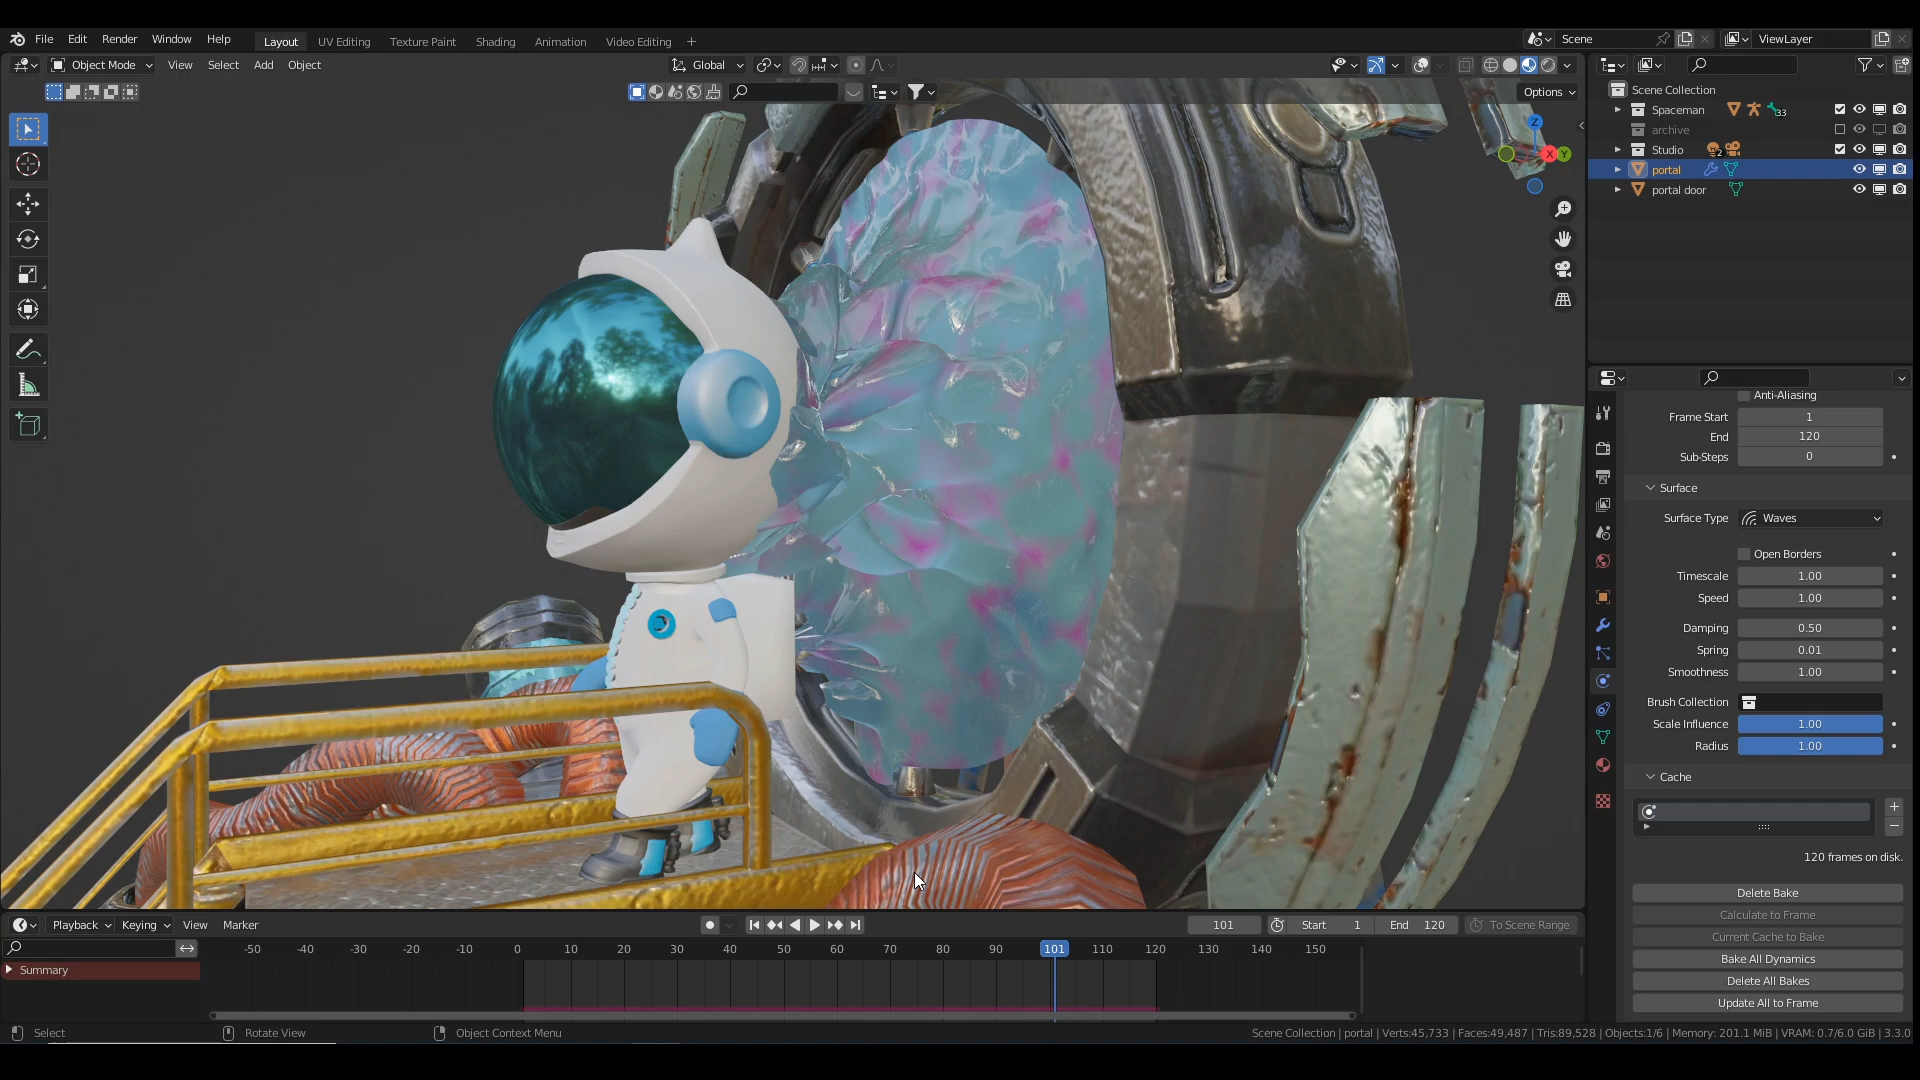 File Edit Render Window Help Layout UV Editing Texture Paint Shading Animation Video Editing + Scene ViewLayer
Object Mode View Select Add Object Global
Options
Scene Collection
Spaceman 33
archive
Studio 2
portal
portal door
Z
X Y
Anti-Aliasing
Frame Start 1
End 120
Sub-Steps 0
Surface
Surface Type Waves
Open Borders
Timescale 1.00
Speed 1.00
Damping 0.50
Spring 0.01
Smoothness 1.00
Brush Collection
Scale Influence 1.00
Radius 1.00
Cache
120 frames on disk.
Delete Bake
Calculate to Frame
Current Cache to Bake
Bake All Dynamics
Delete All Bakes
Update All to Frame
Playback Keying View Marker 101 Start 1 End 120 To Scene Range
-50 -40 -30 -20 -10 0 10 20 30 40 50 60 70 80 90 101 110 120 130 140 150
Summary
Select Rotate View Object Context Menu Scene Collection | portal | Verts:45,733 | Faces:49,487 | Tris:89,528 | Objects:1/6 | Memory: 201.1 MiB | VRAM: 0.7/6.0 GiB | 3.3.0